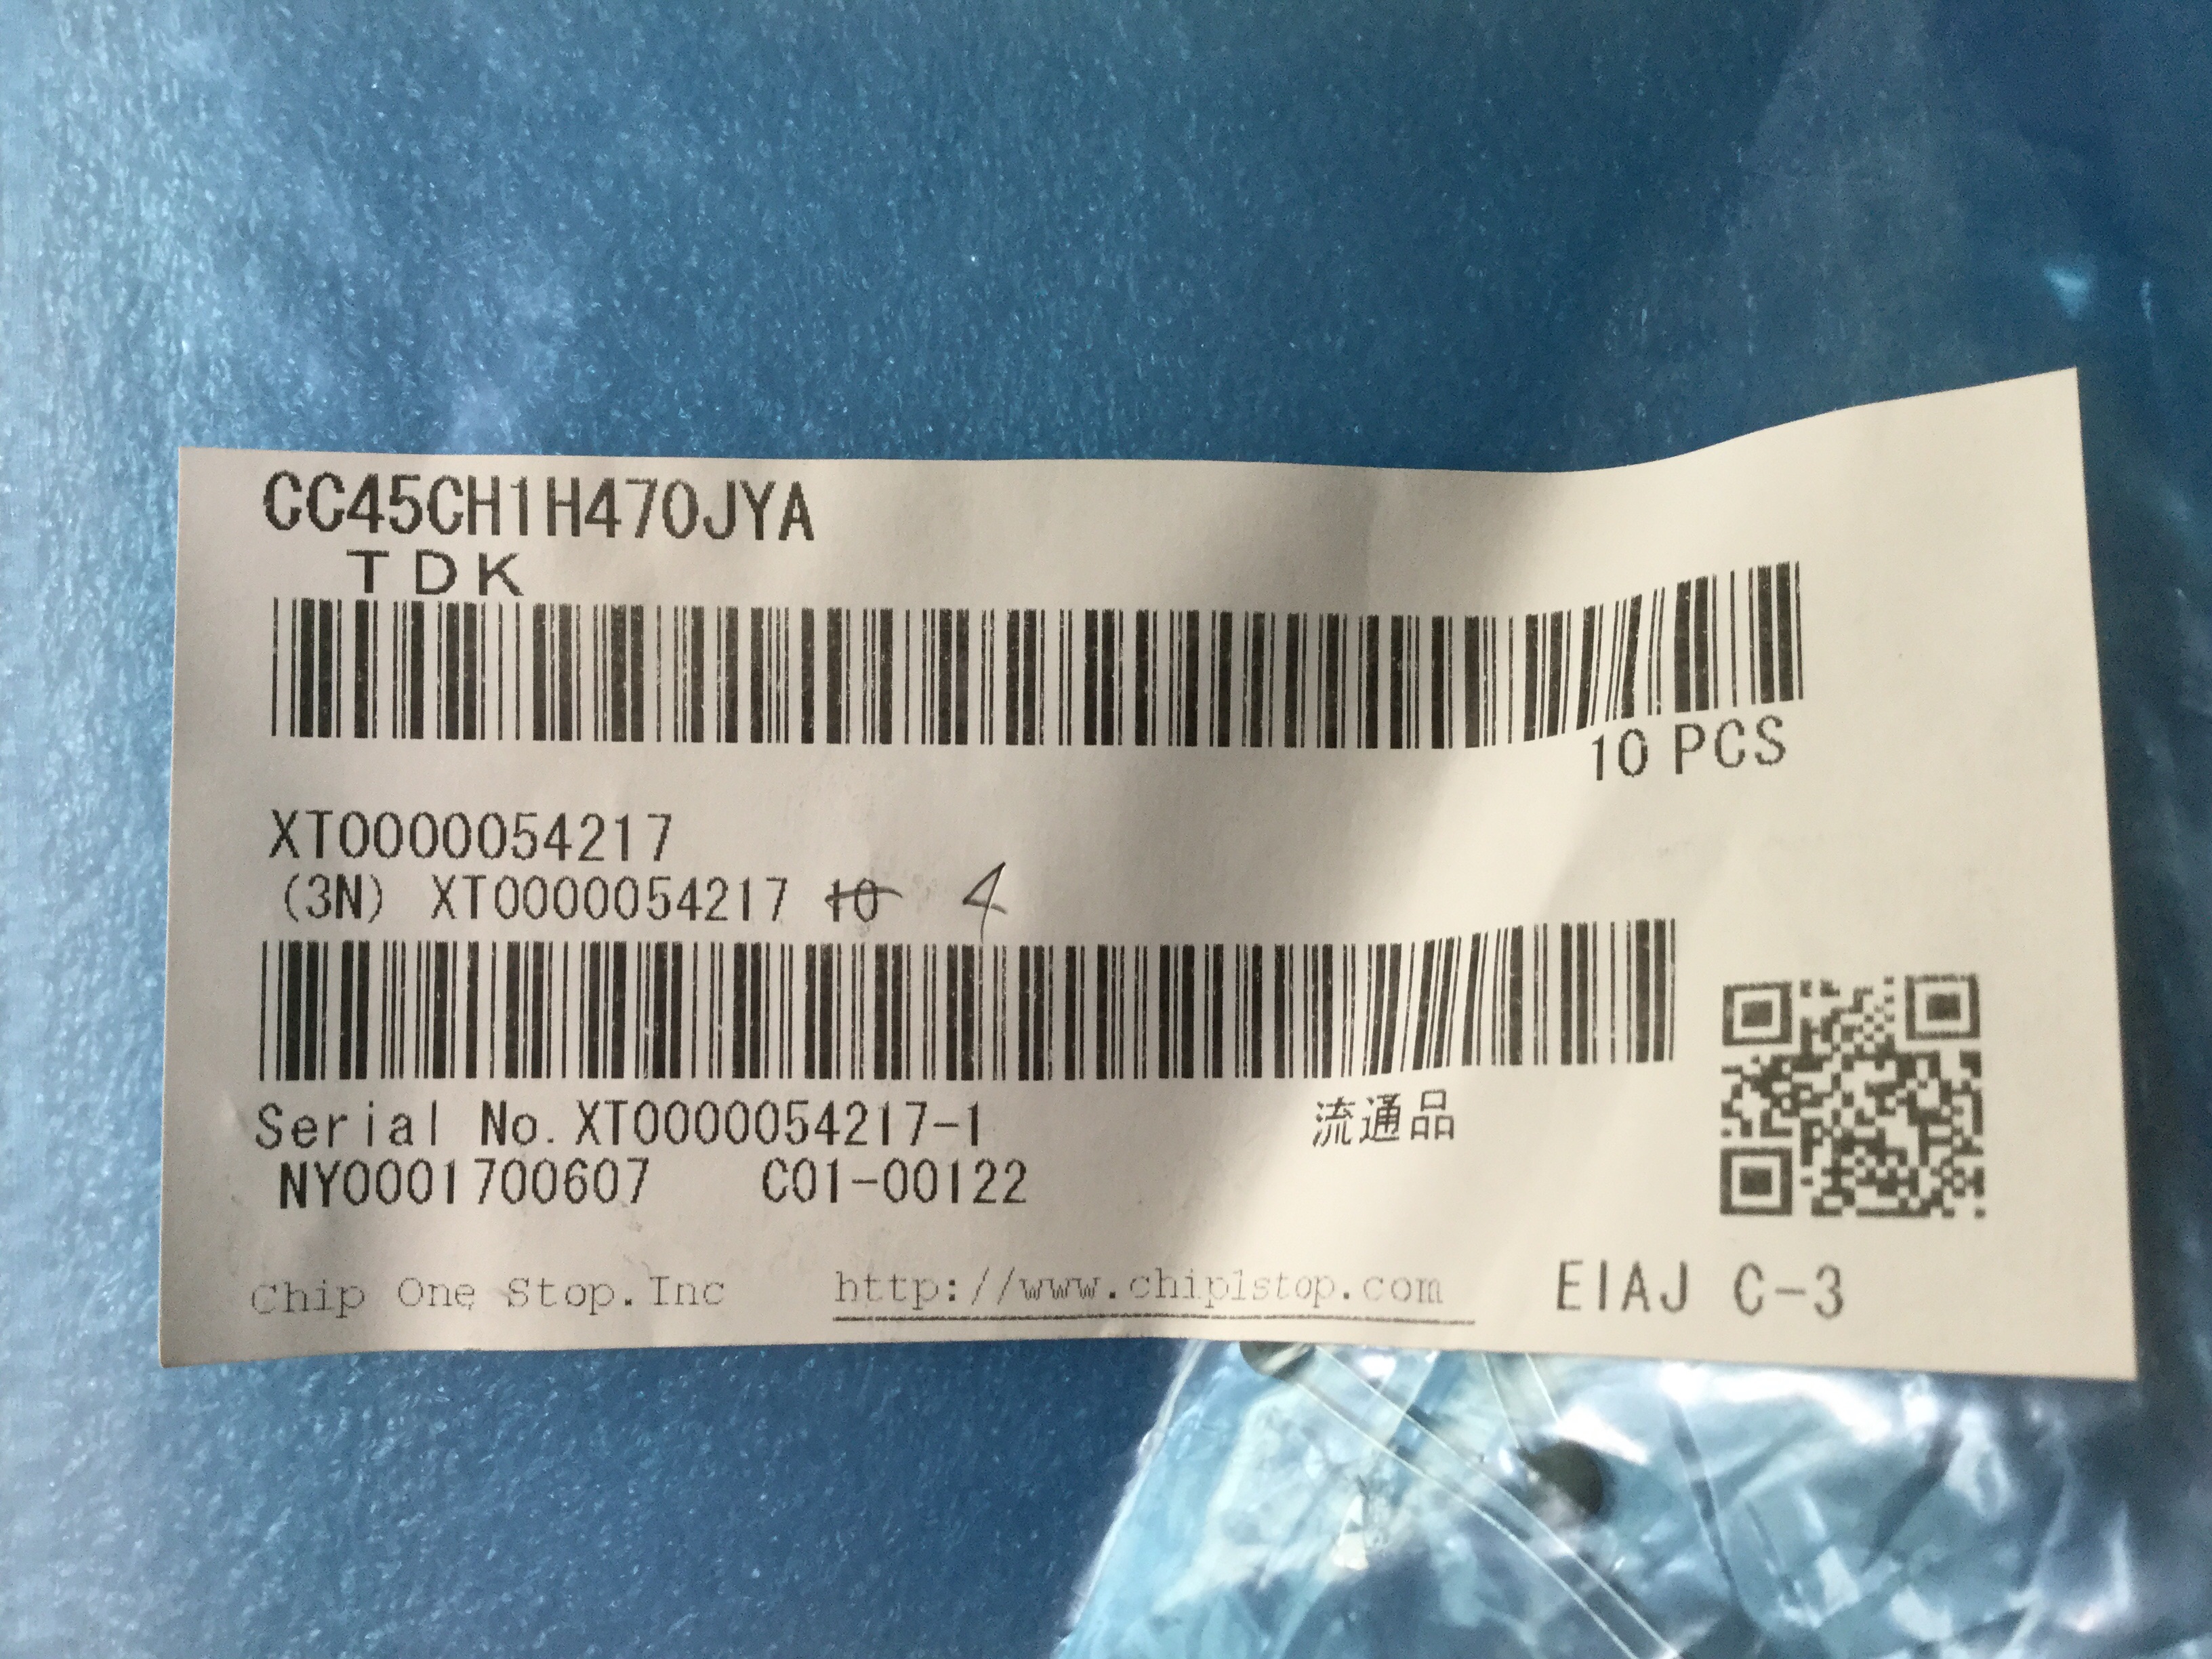 CC45CH1H470JYA
TDK
10 PCS
XT0000054217
(3N) XT0000054217 10 4
Serial No.XT0000054217-1
流通品
NY0001700607 C01-00122
Chip One Stop.Inc http://www.chip1stop.com EIAJ C-3